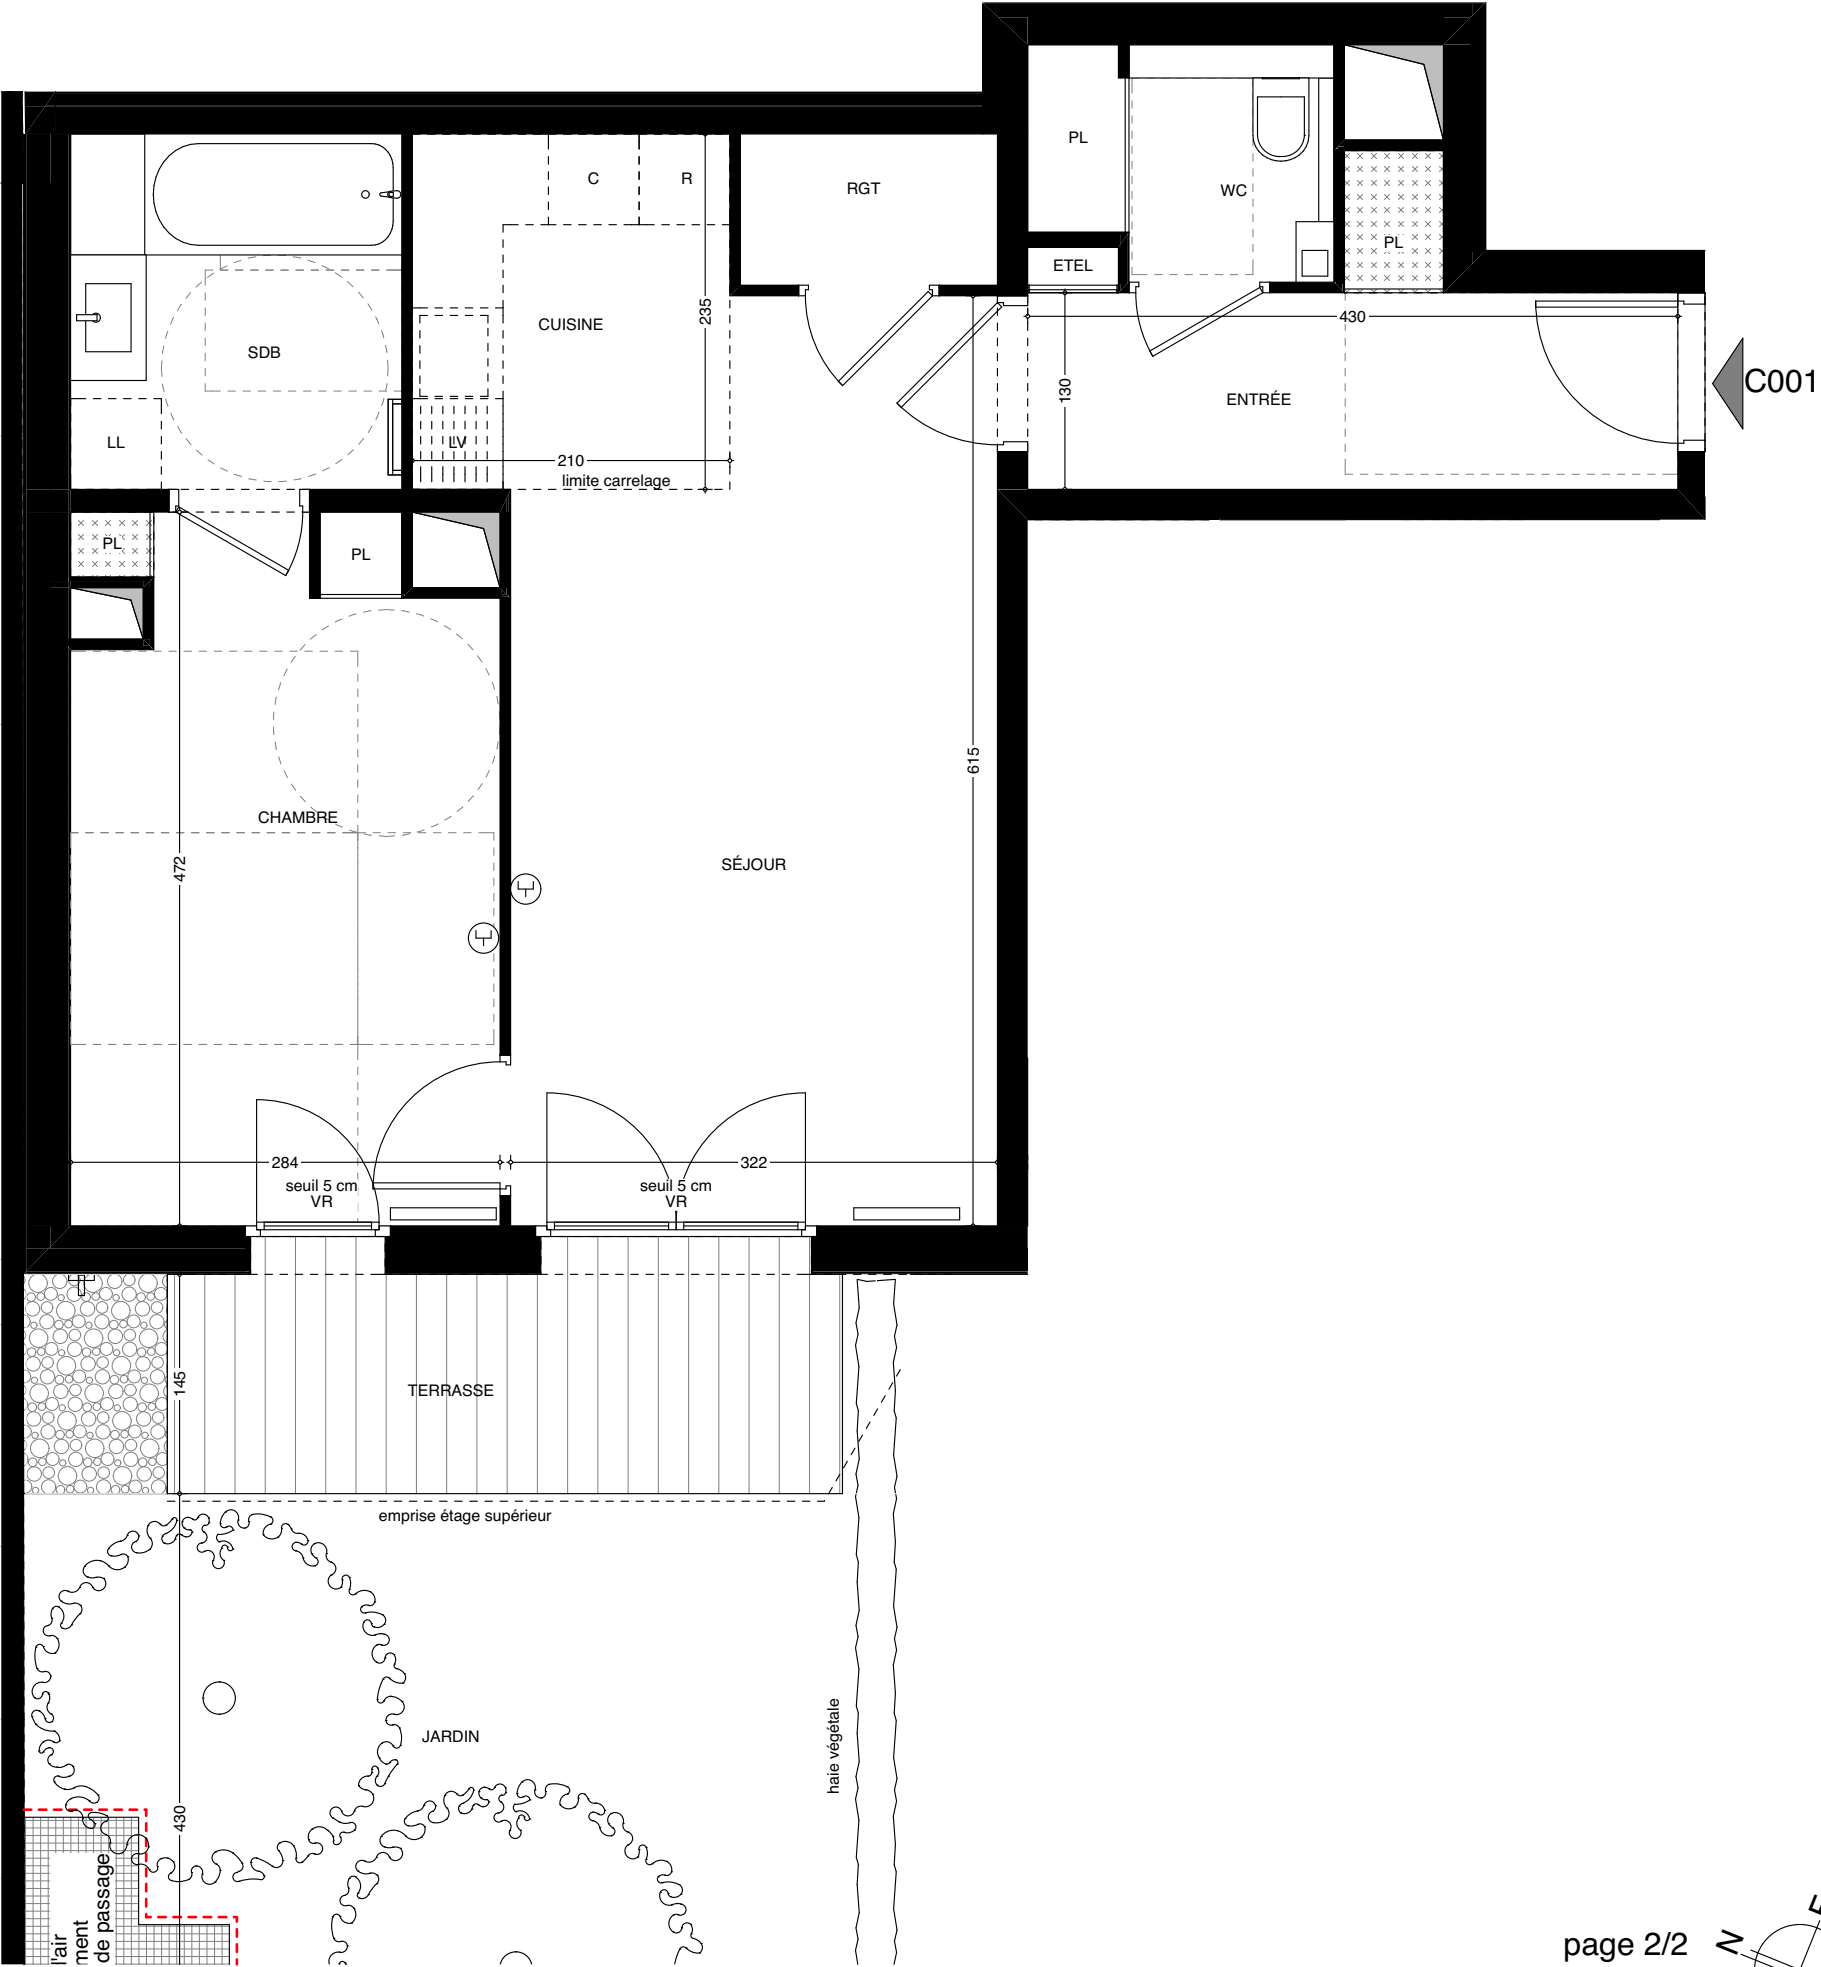 PL
C
R
RGT
WC
PL
ETEL
CUISINE
235
430
SDB
130
ENTRÉE
C001
LL
LV
210
limite carrelage
PL
PL
615
CHAMBRE
472
SÉJOUR
284
322
seuil 5 cm
VR
seuil 5 cm
VR
145
TERRASSE
emprise étage supérieur
haie végétale
JARDIN
430
l'air
ment
de passage
page 2/2
N